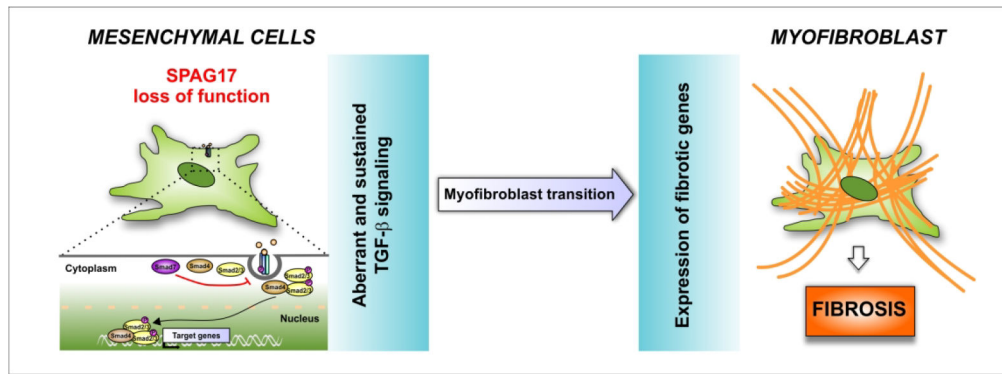 MESENCHYMAL CELLS
SPAG17
loss of function
Cytoplasm
Smad7
Smad4
Smad2/3
P
P
Smad2/3
Smad4
Smad2/3
Nucleus
P
Smad2/3
Smad4
Smad2/3
Target genes
Aberrant and sustained
TGF-β signaling
Myofibroblast transition
Expression of fibrotic genes
MYOFIBROBLAST
FIBROSIS